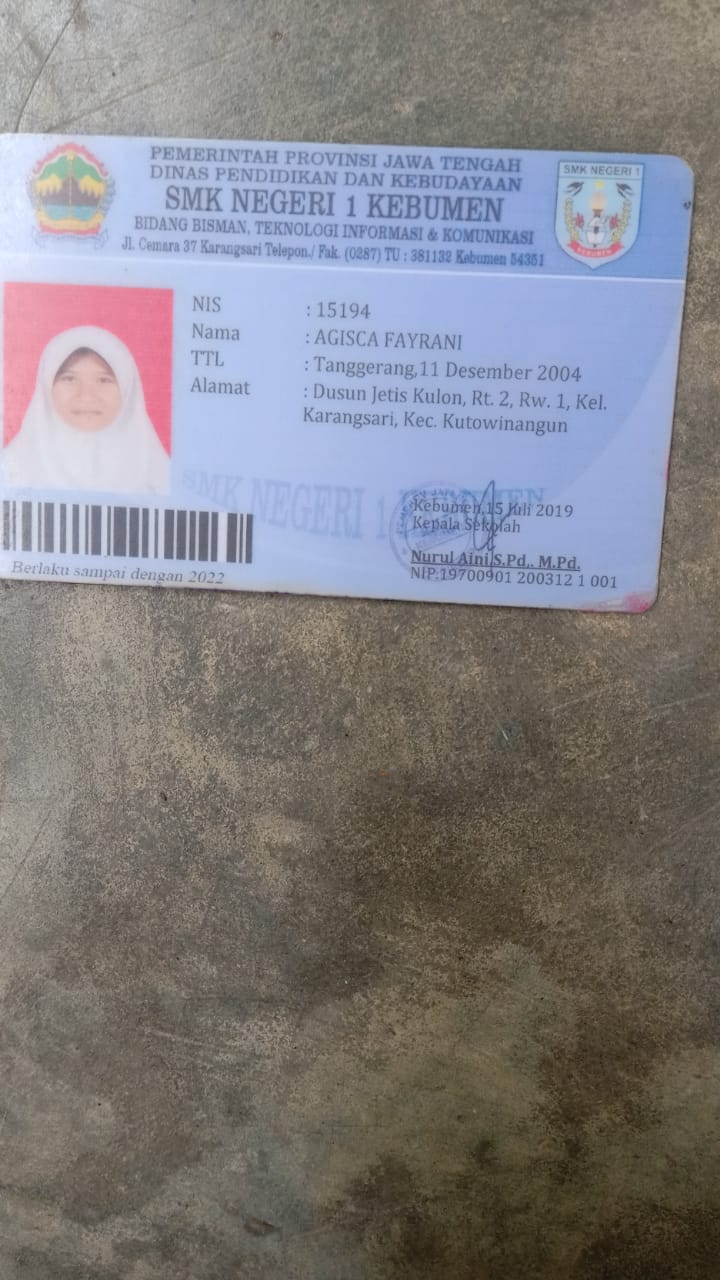 PEMERINTAH PROVINSI JAWA TENGAH
DINAS PENDIDIKAN DAN KEBUDAYAAN
SMK NEGERI 1 KEBUMEN
BIDANG BISMAN, TEKNOLOGI INFORMASI & KOMUNIKASI
Jl. Cemara 37 Karangsari Telepon./ Fak. (0287) TU : 381132 Kebumen 54351
SMK NEGERI 1
KEBUMEN
NIS : 15194
Nama : AGISCA FAYRANI
TTL : Tanggerang,11 Desember 2004
Alamat : Dusun Jetis Kulon, Rt. 2, Rw. 1, Kel.
Karangsari, Kec. Kutowinangun
SMK NEGERI 1 KEBUMEN
Kebumen,15 Juli 2019
Kepala Sekolah
Nurul Aini,S.Pd., M.Pd.
NIP.19700901 200312 1 001
Berlaku sampai dengan 2022